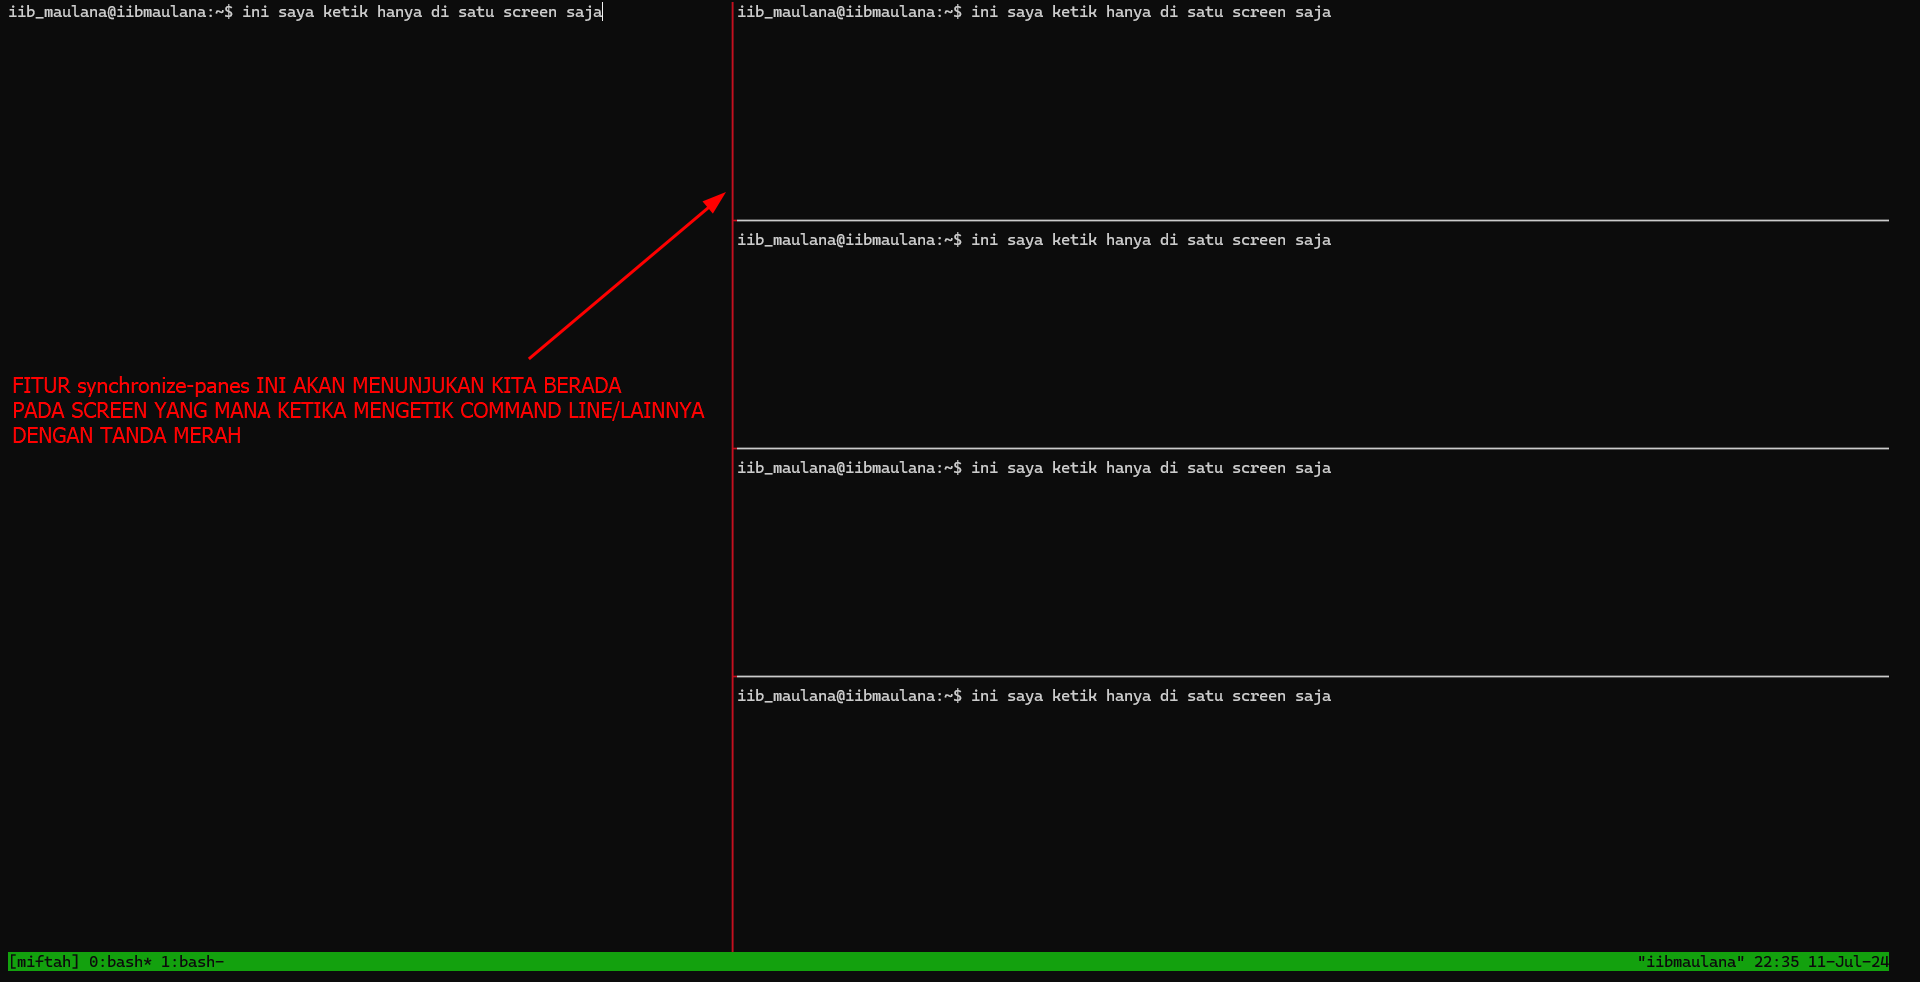 iib_maulana@iibmaulana:~$ ini saya ketik hanya di satu screen saja
FITUR synchronize-panes INI AKAN MENUNJUKAN KITA BERADA
PADA SCREEN YANG MANA KETIKA MENGETIK COMMAND LINE/LAINNYA
DENGAN TANDA MERAH
iib_maulana@iibmaulana:~$ ini saya ketik hanya di satu screen saja
iib_maulana@iibmaulana:~$ ini saya ketik hanya di satu screen saja
iib_maulana@iibmaulana:~$ ini saya ketik hanya di satu screen saja
iib_maulana@iibmaulana:~$ ini saya ketik hanya di satu screen saja
[miftah] 0:bash* 1:bash- "iibmaulana" 22:35 11-Jul-24